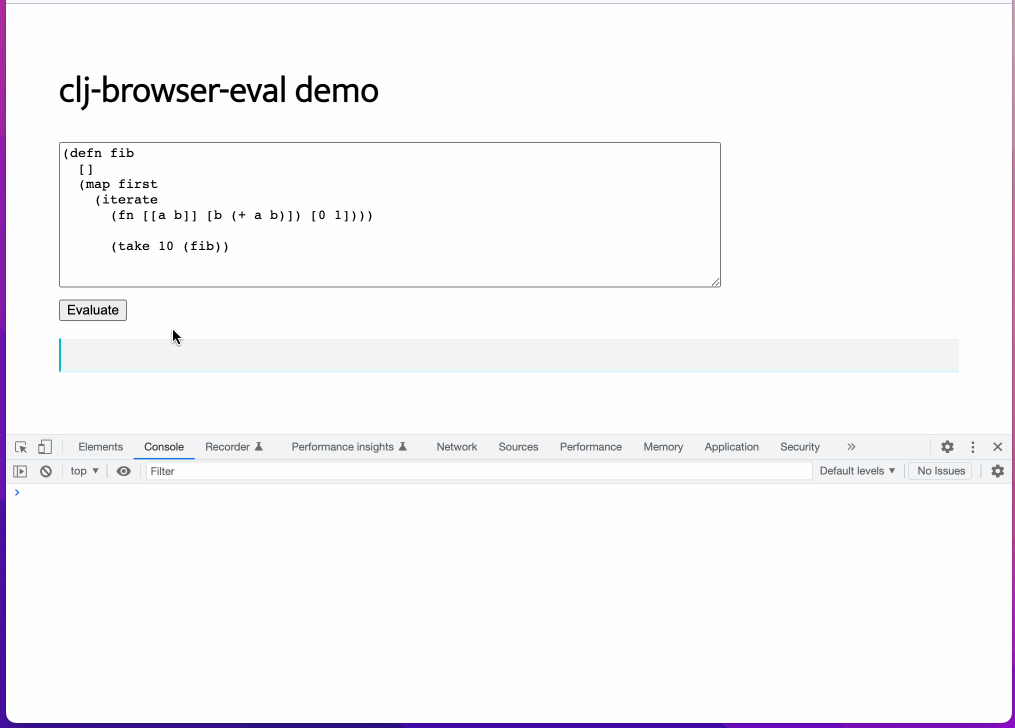 clj-browser-eval demo
(defn fib
  []
  (map first
    (iterate
      (fn [[a b]] [b (+ a b)]) [0 1])))
      (take 10 (fib))
Evaluate
Elements Console Recorder Performance insights Network Sources Performance Memory Application Security »
top ▼ Filter Default levels ▼ No Issues
›